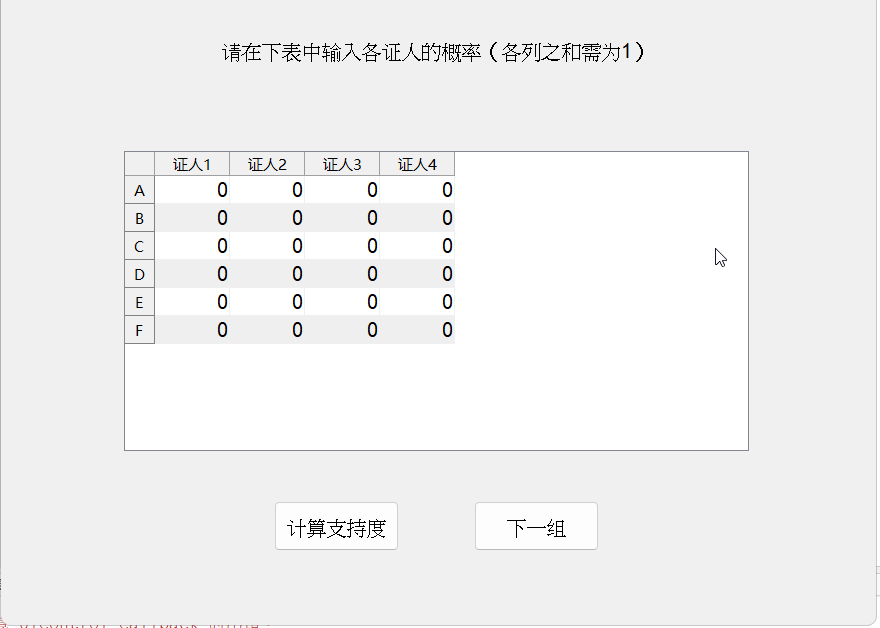 请在下表中输入各证人的概率（各列之和需为1）
证人1 证人2 证人3 证人4
A 0 0 0 0
B 0 0 0 0
C 0 0 0 0
D 0 0 0 0
E 0 0 0 0
F 0 0 0 0
计算支持度 下一组